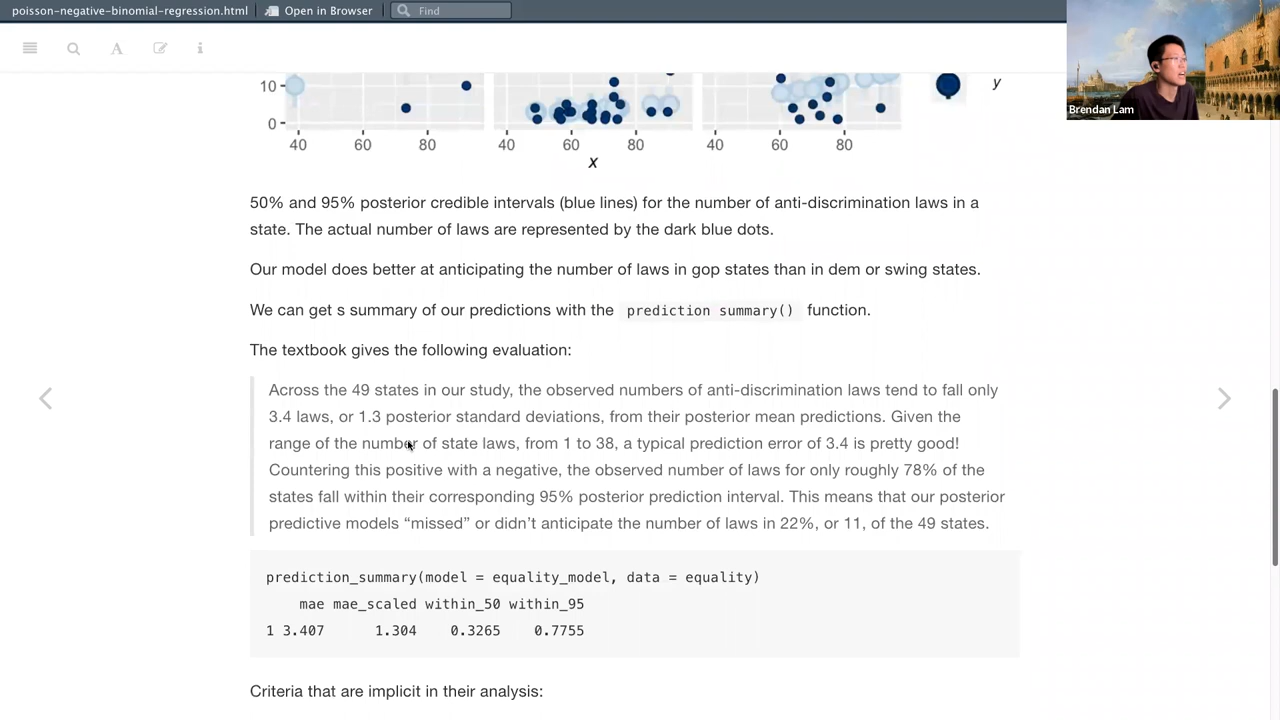 poisson-negative-binomial-regression.html Open in Browser Find
Brendan Lam
10
0
40 60 80 40 60 80 40 60 80
x
y
50% and 95% posterior credible intervals (blue lines) for the number of anti-discrimination laws in a
state. The actual number of laws are represented by the dark blue dots.
Our model does better at anticipating the number of laws in gop states than in dem or swing states.
We can get s summary of our predictions with the prediction summary() function.
The textbook gives the following evaluation:
Across the 49 states in our study, the observed numbers of anti-discrimination laws tend to fall only
3.4 laws, or 1.3 posterior standard deviations, from their posterior mean predictions. Given the
range of the number of state laws, from 1 to 38, a typical prediction error of 3.4 is pretty good!
Countering this positive with a negative, the observed number of laws for only roughly 78% of the
states fall within their corresponding 95% posterior prediction interval. This means that our posterior
predictive models “missed” or didn’t anticipate the number of laws in 22%, or 11, of the 49 states.
prediction_summary(model = equality_model, data = equality)
mae mae_scaled within_50 within_95
1 3.407 1.304 0.3265 0.7755
Criteria that are implicit in their analysis: